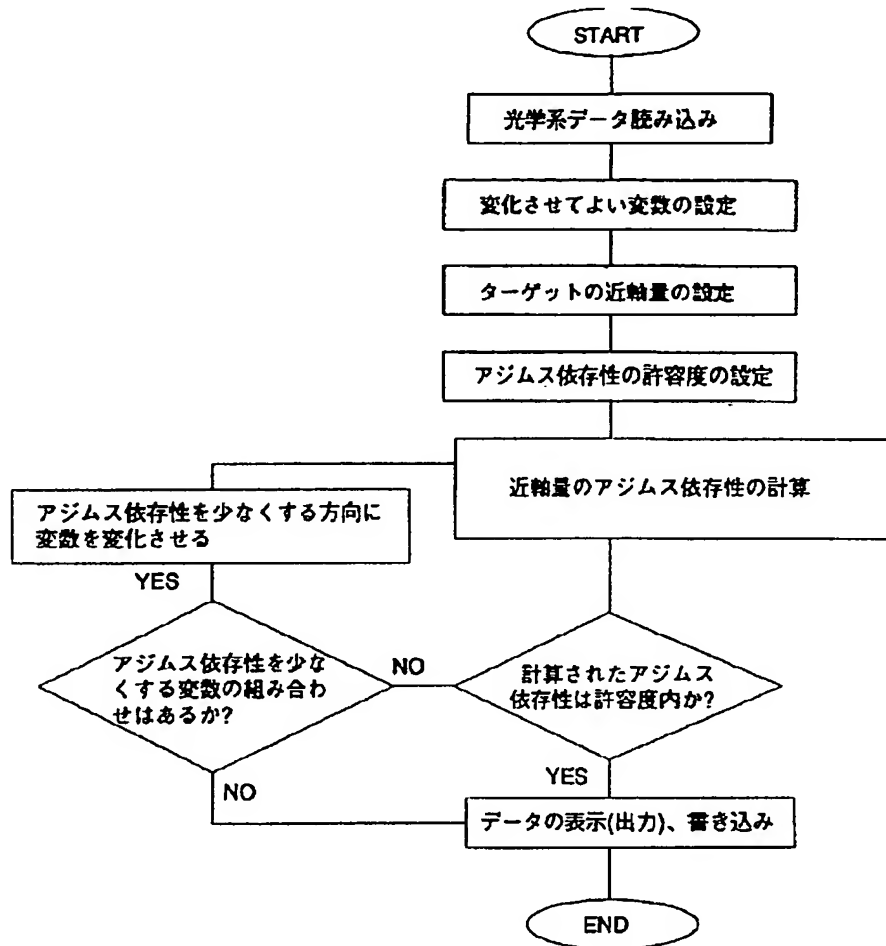 START
光学系データ読み込み
変化させてよい変数の設定
ターゲットの近軸量の設定
アジムス依存性の許容度の設定
近軸量のアジムス依存性の計算
アジムス依存性を少なくする方向に
変数を変化させる
YES
アジムス依存性を少な
くする変数の組み合わ
せはあるか?
NO
計算されたアジムス
依存性は許容度内か?
NO
YES
データの表示(出力)、書き込み
END